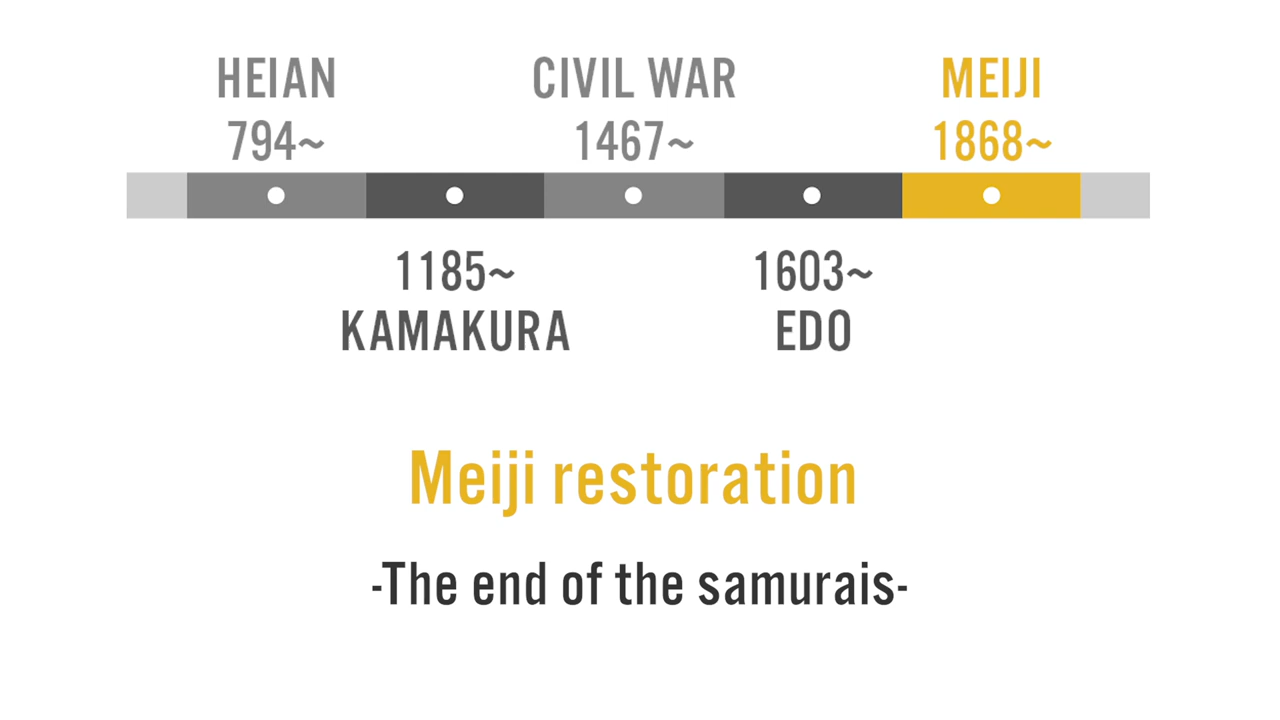 HEIAN
794~
CIVIL WAR
1467~
MEIJI
1868~
1185~
KAMAKURA
1603~
EDO
Meiji restoration
-The end of the samurais-